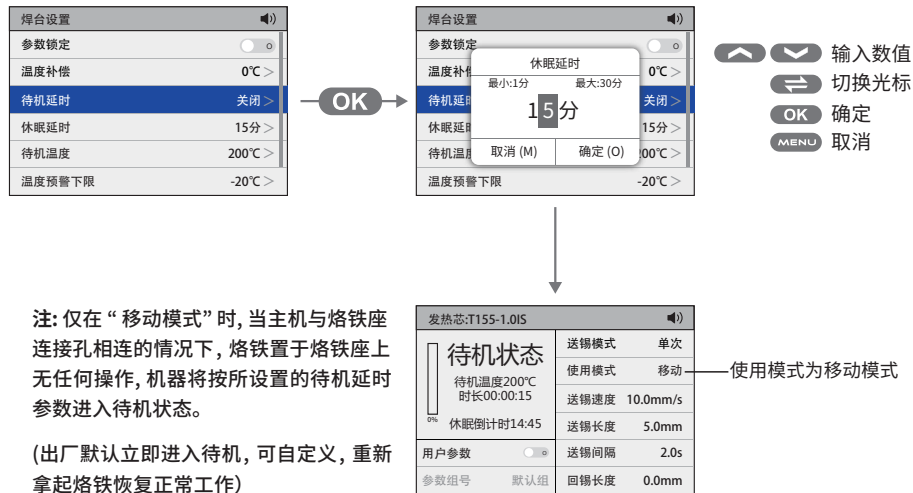 焊台设置
参数锁定
温度补偿 0℃ >
待机延时 关闭 >
休眠延时 15分 >
待机温度 200℃ >
温度预警下限 -20℃ >
OK
焊台设置
参数锁定
温度补 0℃ >
待机延 关闭 >
休眠延 15分 >
待机温 00℃ >
温度预警下限 -20℃ >
休眠延时
最小:1分 最大:30分
15分
取消 (M) 确定 (O)
输入数值
切换光标
OK 确定
MENU 取消
注: 仅在 “ 移动模式” 时, 当主机与烙铁座
连接孔相连的情况下, 烙铁置于烙铁座上
无任何操作, 机器将按所设置的待机延时
参数进入待机状态。
(出厂默认立即进入待机, 可自定义, 重新
拿起烙铁恢复正常工作)
发热芯:T155-1.0IS
待机状态
待机温度200℃
时长00:00:15
0%
休眠倒计时14:45
用户参数
参数组号 默认组
送锡模式 单次
使用模式 移动
送锡速度 10.0mm/s
送锡长度 5.0mm
送锡间隔 2.0s
回锡长度 0.0mm
使用模式为移动模式